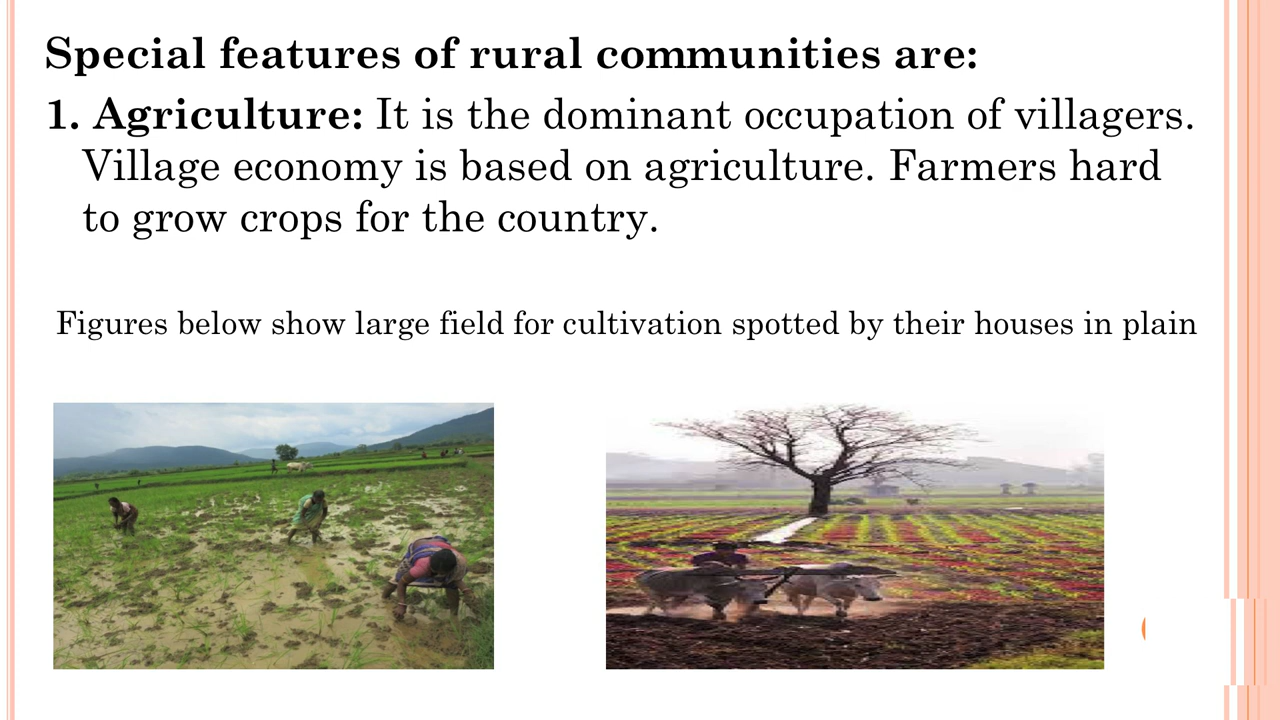 Special features of rural communities are:
1. Agriculture: It is the dominant occupation of villagers.
Village economy is based on agriculture. Farmers hard
to grow crops for the country.
Figures below show large field for cultivation spotted by their houses in plain